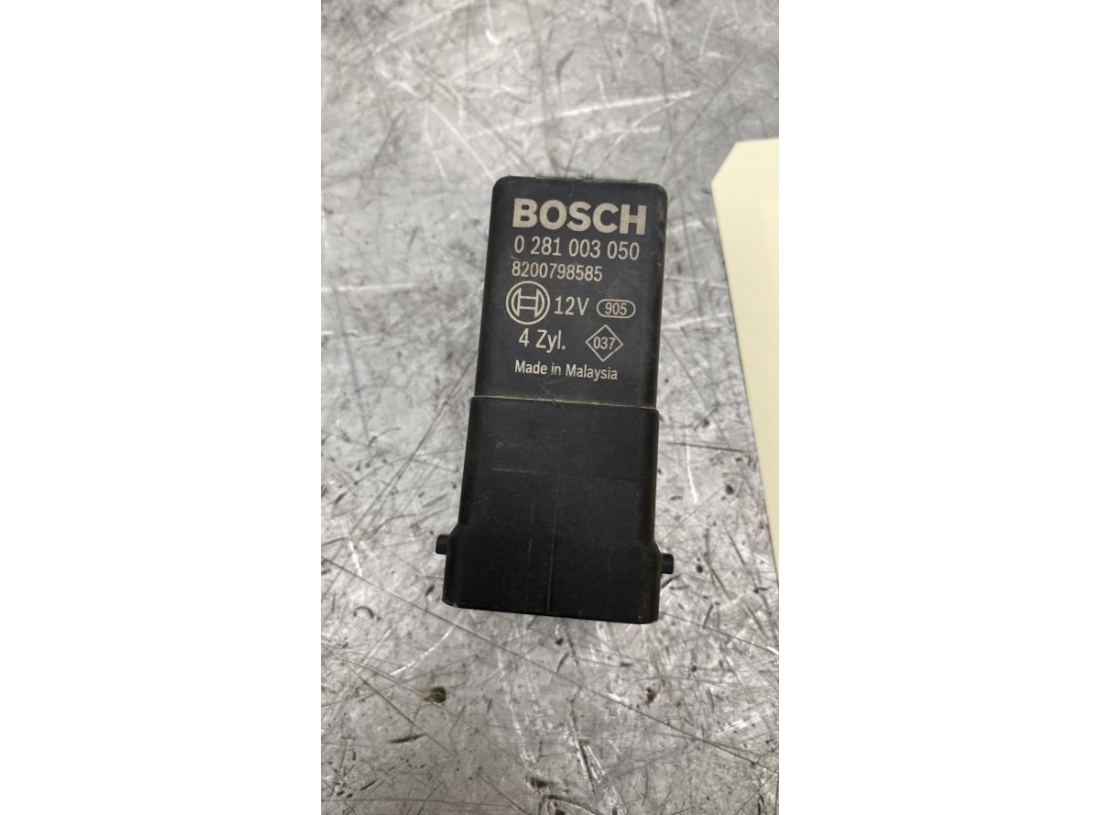 BOSCH
0 281 003 050
8200798585
12V 905
4 Zyl. 037
Made in Malaysia